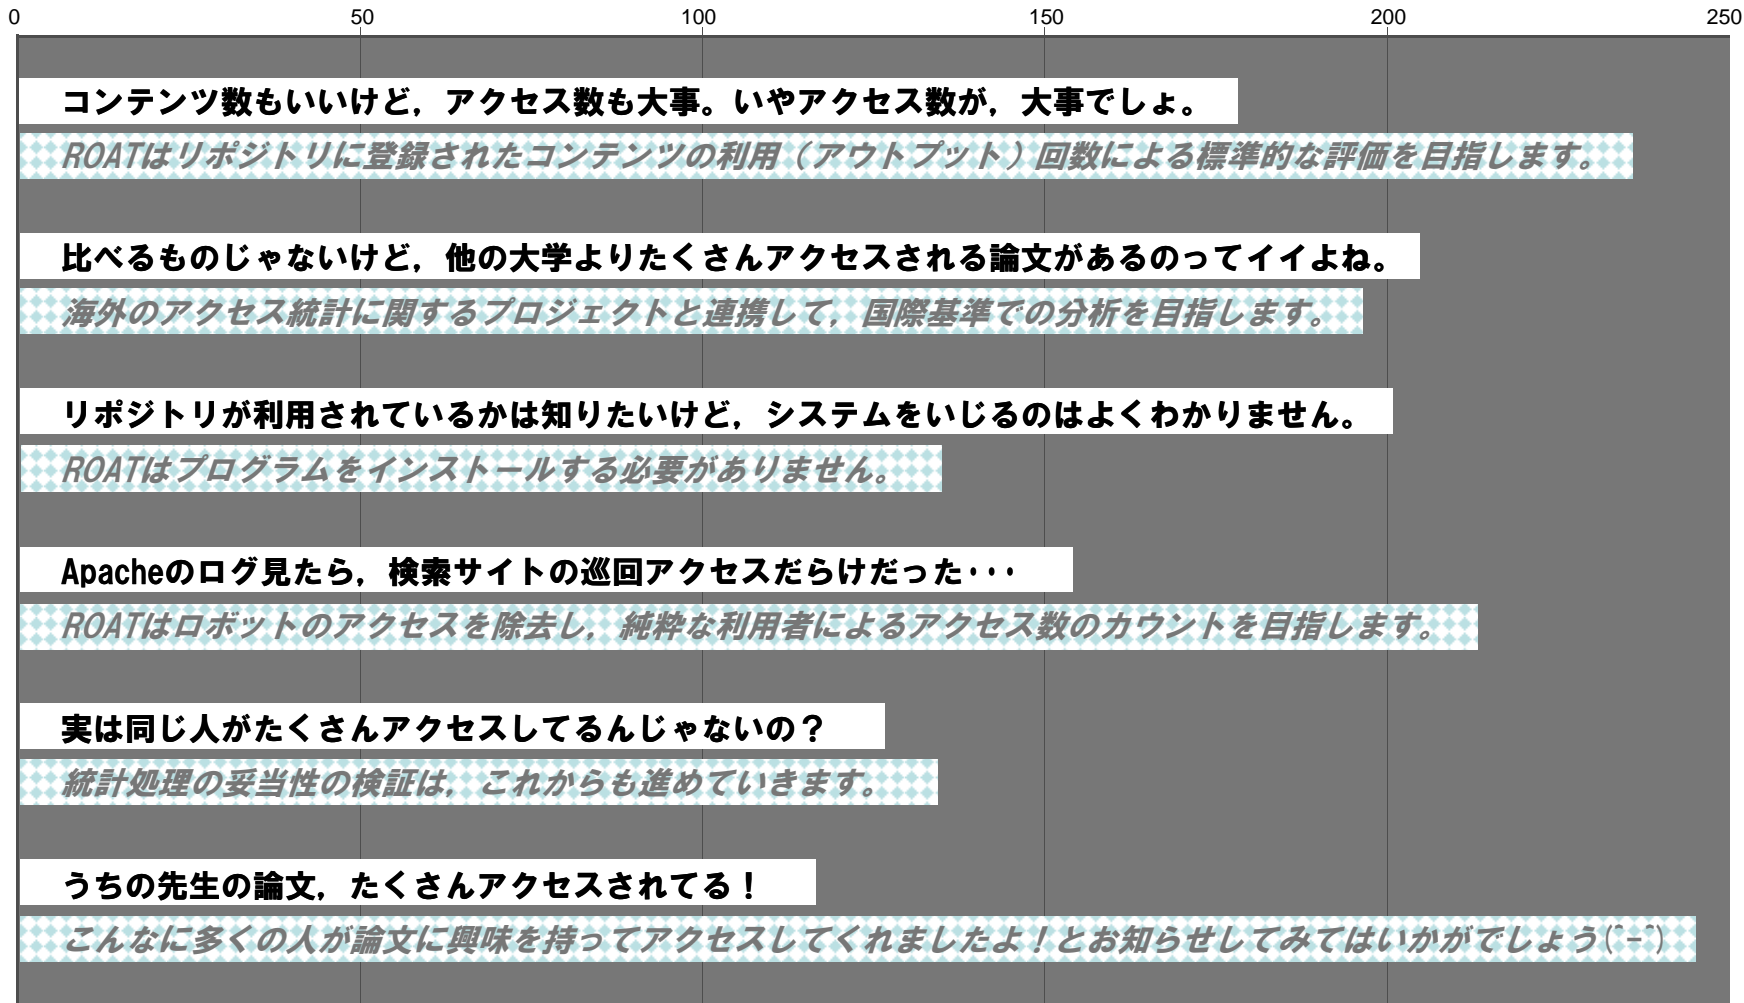 0 50 100 150 200 250
コンテンツ数もいいけど，アクセス数も大事。いやアクセス数が，大事でしょ。
ROATはリポジトリに登録されたコンテンツの利用（アウトプット）回数による標準的な評価を目指します。
比べるものじゃないけど，他の大学よりたくさんアクセスされる論文があるのってイイよね。
海外のアクセス統計に関するプロジェクトと連携して，国際基準での分析を目指します。
リポジトリが利用されているかは知りたいけど，システムをいじるのはよくわかりません。
ROATはプログラムをインストールする必要がありません。
Apacheのログ見たら，検索サイトの巡回アクセスだらけだった･･･
ROATはロボットのアクセスを除去し，純粋な利用者によるアクセス数のカウントを目指します。
実は同じ人がたくさんアクセスしてるんじゃないの？
統計処理の妥当性の検証は，これからも進めていきます。
うちの先生の論文，たくさんアクセスされてる！
こんなに多くの人が論文に興味を持ってアクセスしてくれましたよ！とお知らせしてみてはいかがでしょう(^-^)